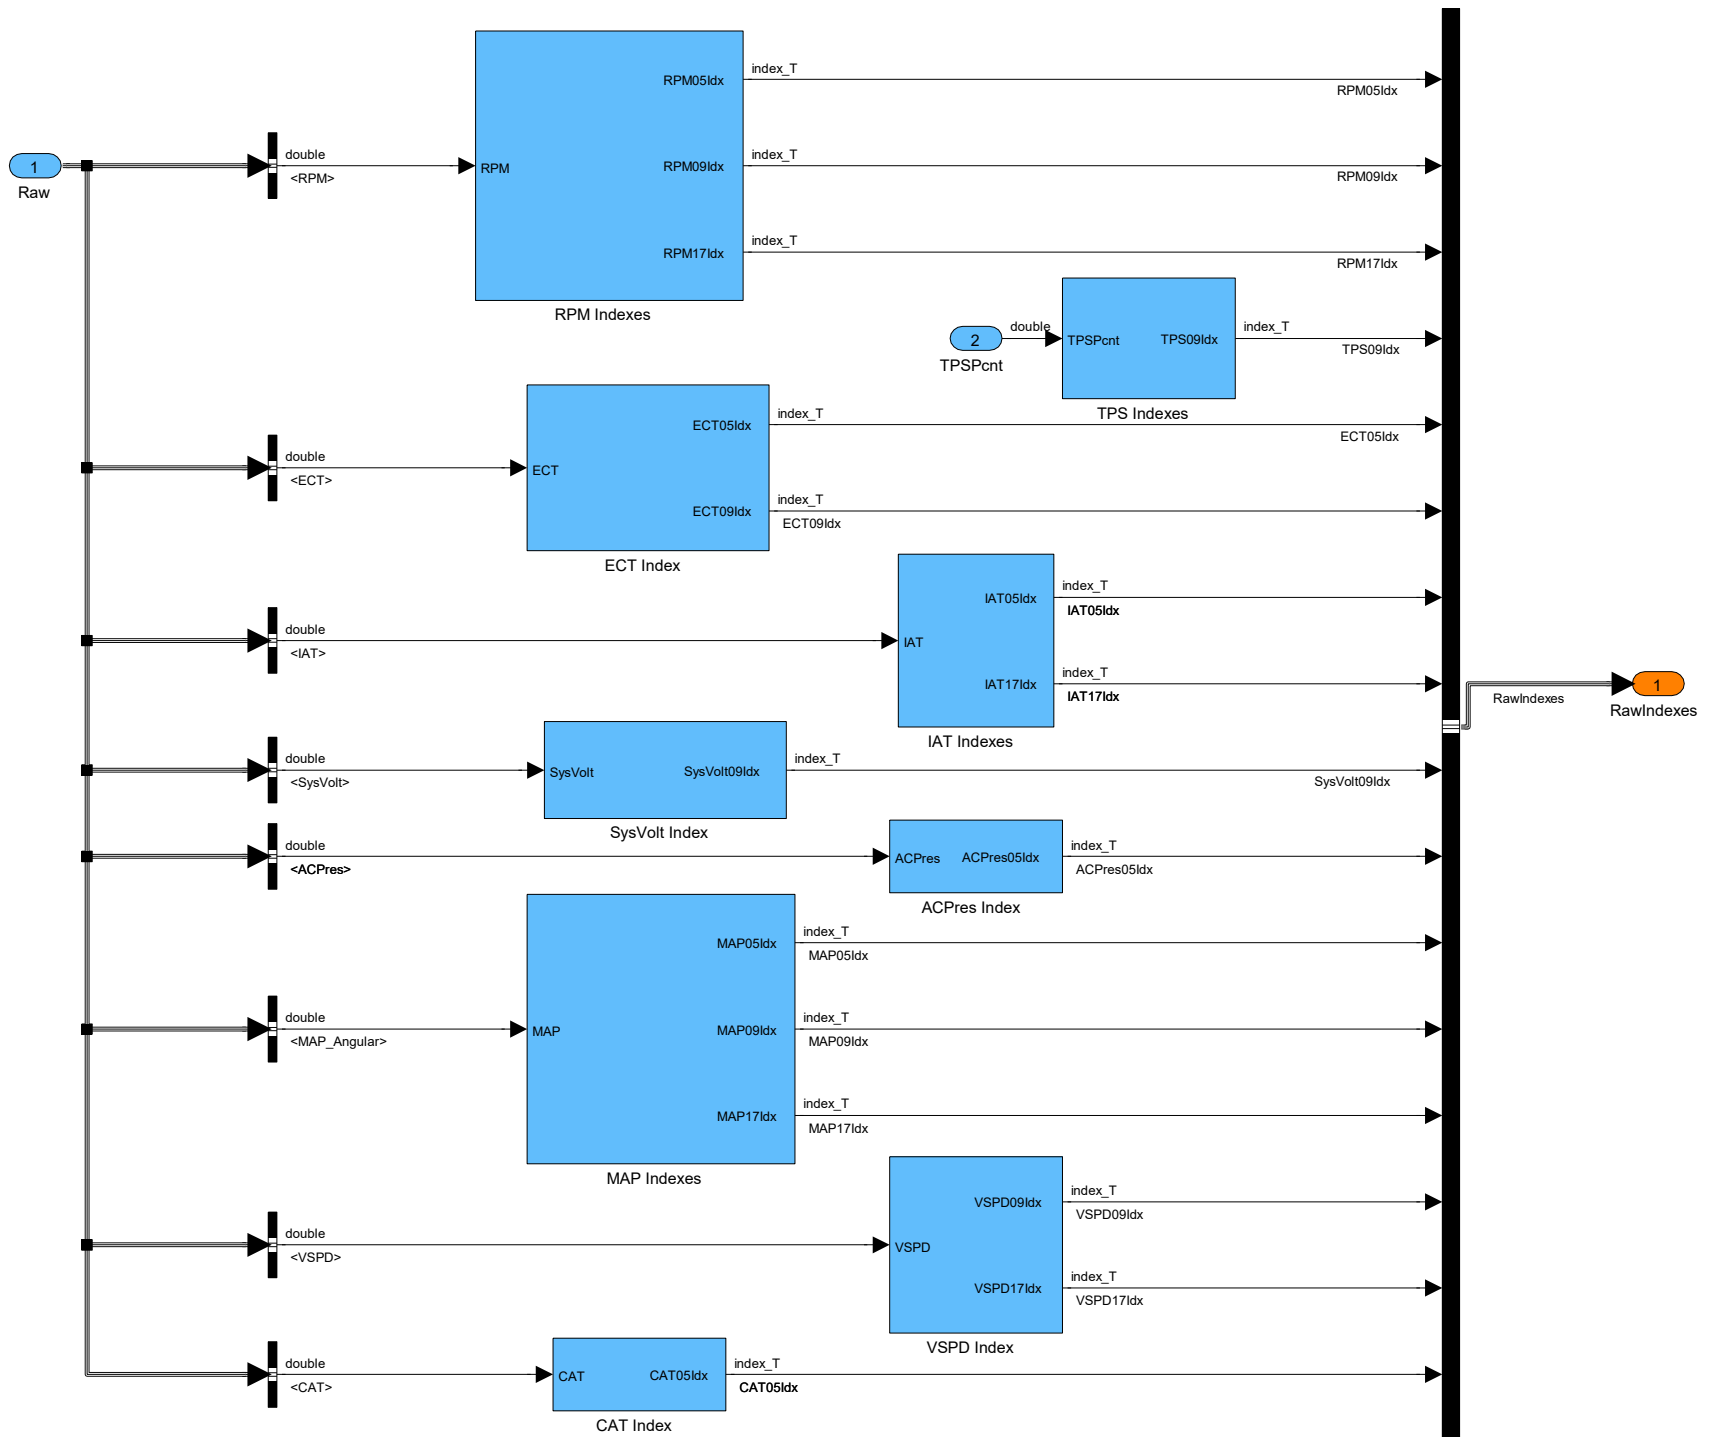 1
Raw
double
<RPM>
RPM
RPM05Idx
RPM09Idx
RPM17Idx
RPM Indexes
index_T
RPM05Idx
index_T
RPM09Idx
index_T
RPM17Idx
2
TPSPcnt
double
TPSPcnt
TPS09Idx
TPS Indexes
index_T
TPS09Idx
double
<ECT>
ECT
ECT05Idx
ECT09Idx
ECT Index
index_T
ECT05Idx
index_T
ECT09Idx
double
<IAT>
IAT
IAT05Idx
IAT17Idx
IAT Indexes
index_T
IAT05Idx
index_T
IAT17Idx
double
<SysVolt>
SysVolt
SysVolt09Idx
SysVolt Index
index_T
SysVolt09Idx
double
<ACPres>
ACPres
ACPres05Idx
ACPres Index
index_T
ACPres05Idx
double
<MAP_Angular>
MAP
MAP05Idx
MAP09Idx
MAP17Idx
MAP Indexes
index_T
MAP05Idx
index_T
MAP09Idx
index_T
MAP17Idx
double
<VSPD>
VSPD
VSPD09Idx
VSPD17Idx
VSPD Index
index_T
VSPD09Idx
index_T
VSPD17Idx
double
<CAT>
CAT
CAT05Idx
CAT Index
index_T
CAT05Idx
RawIndexes
1
RawIndexes